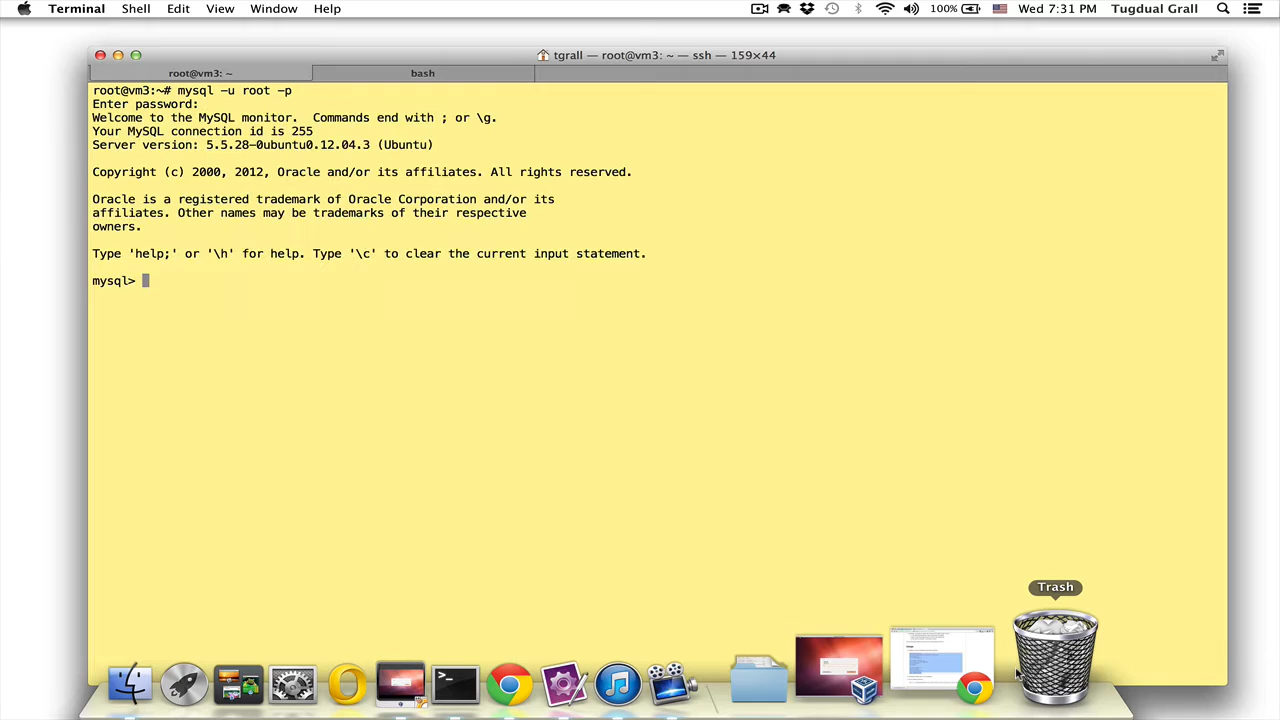 Terminal Shell Edit View Window Help 100% Wed 7:31 PM Tugdual Grall
tgrall — root@vm3: ~ — ssh — 159×44
root@vm3: ~ bash
root@vm3:~# mysql -u root -p
Enter password:
Welcome to the MySQL monitor.  Commands end with ; or \g.
Your MySQL connection id is 255
Server version: 5.5.28-0ubuntu0.12.04.3 (Ubuntu)
Copyright (c) 2000, 2012, Oracle and/or its affiliates. All rights reserved.
Oracle is a registered trademark of Oracle Corporation and/or its
affiliates. Other names may be trademarks of their respective
owners.
Type 'help;' or '\h' for help. Type '\c' to clear the current input statement.
mysql>
Trash